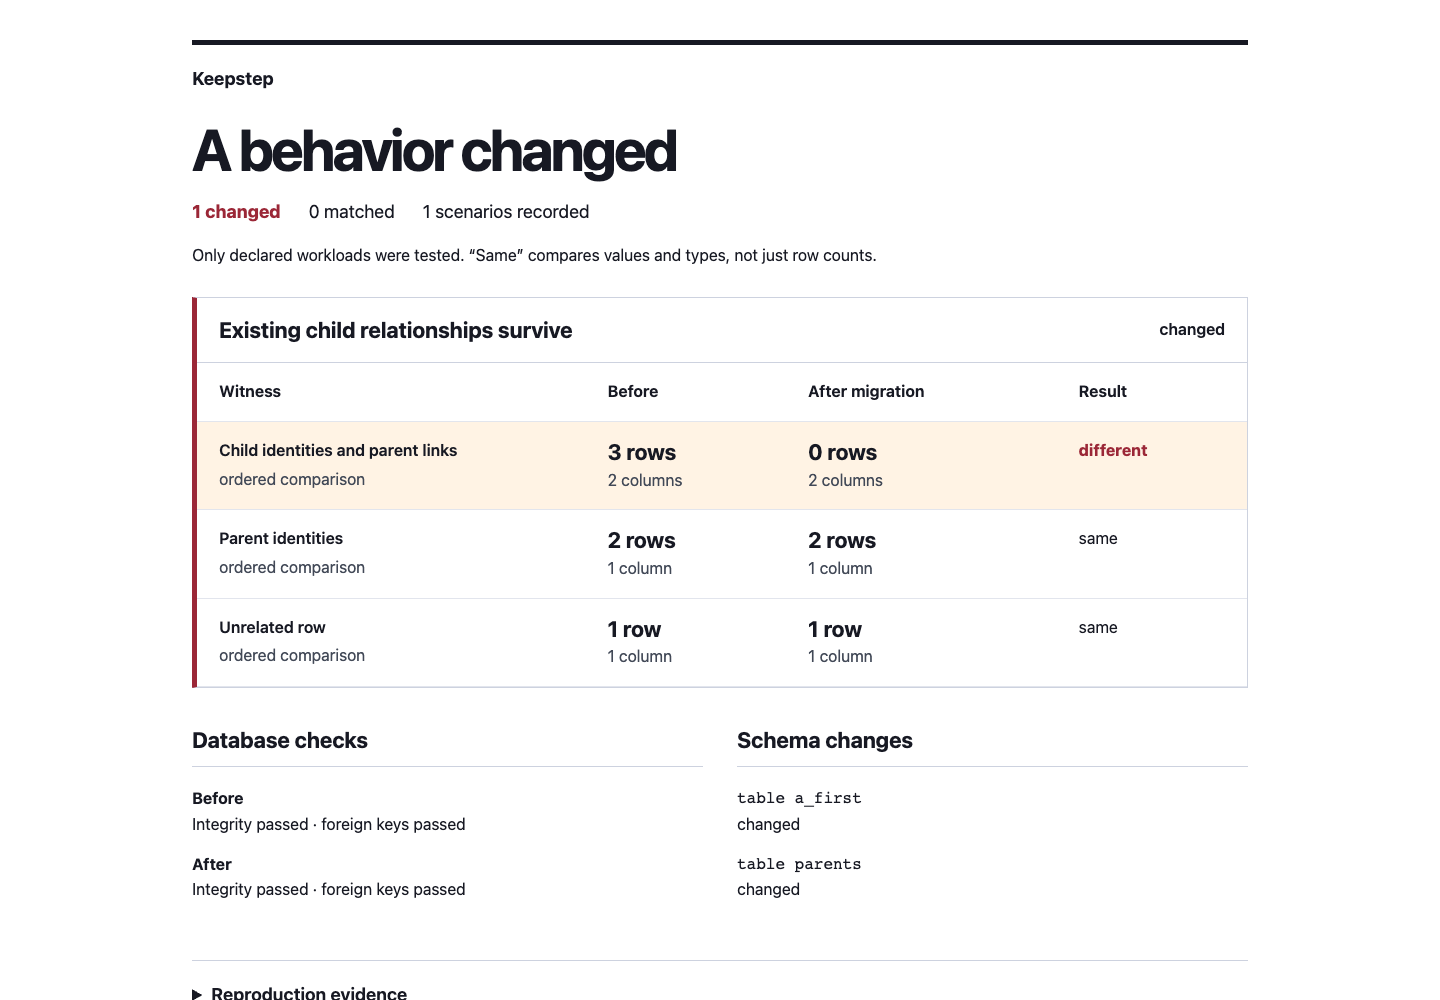 Keepstep
A behavior changed
1 changed 0 matched 1 scenarios recorded
Only declared workloads were tested. “Same” compares values and types, not just row counts.
Existing child relationships survive changed
Witness Before After migration Result
Child identities and parent links 3 rows 0 rows different
ordered comparison 2 columns 2 columns
Parent identities 2 rows 2 rows same
ordered comparison 1 column 1 column
Unrelated row 1 row 1 row same
ordered comparison 1 column 1 column
Database checks
Before
Integrity passed · foreign keys passed
After
Integrity passed · foreign keys passed
Schema changes
table a_first
changed
table parents
changed
Reproduction evidence